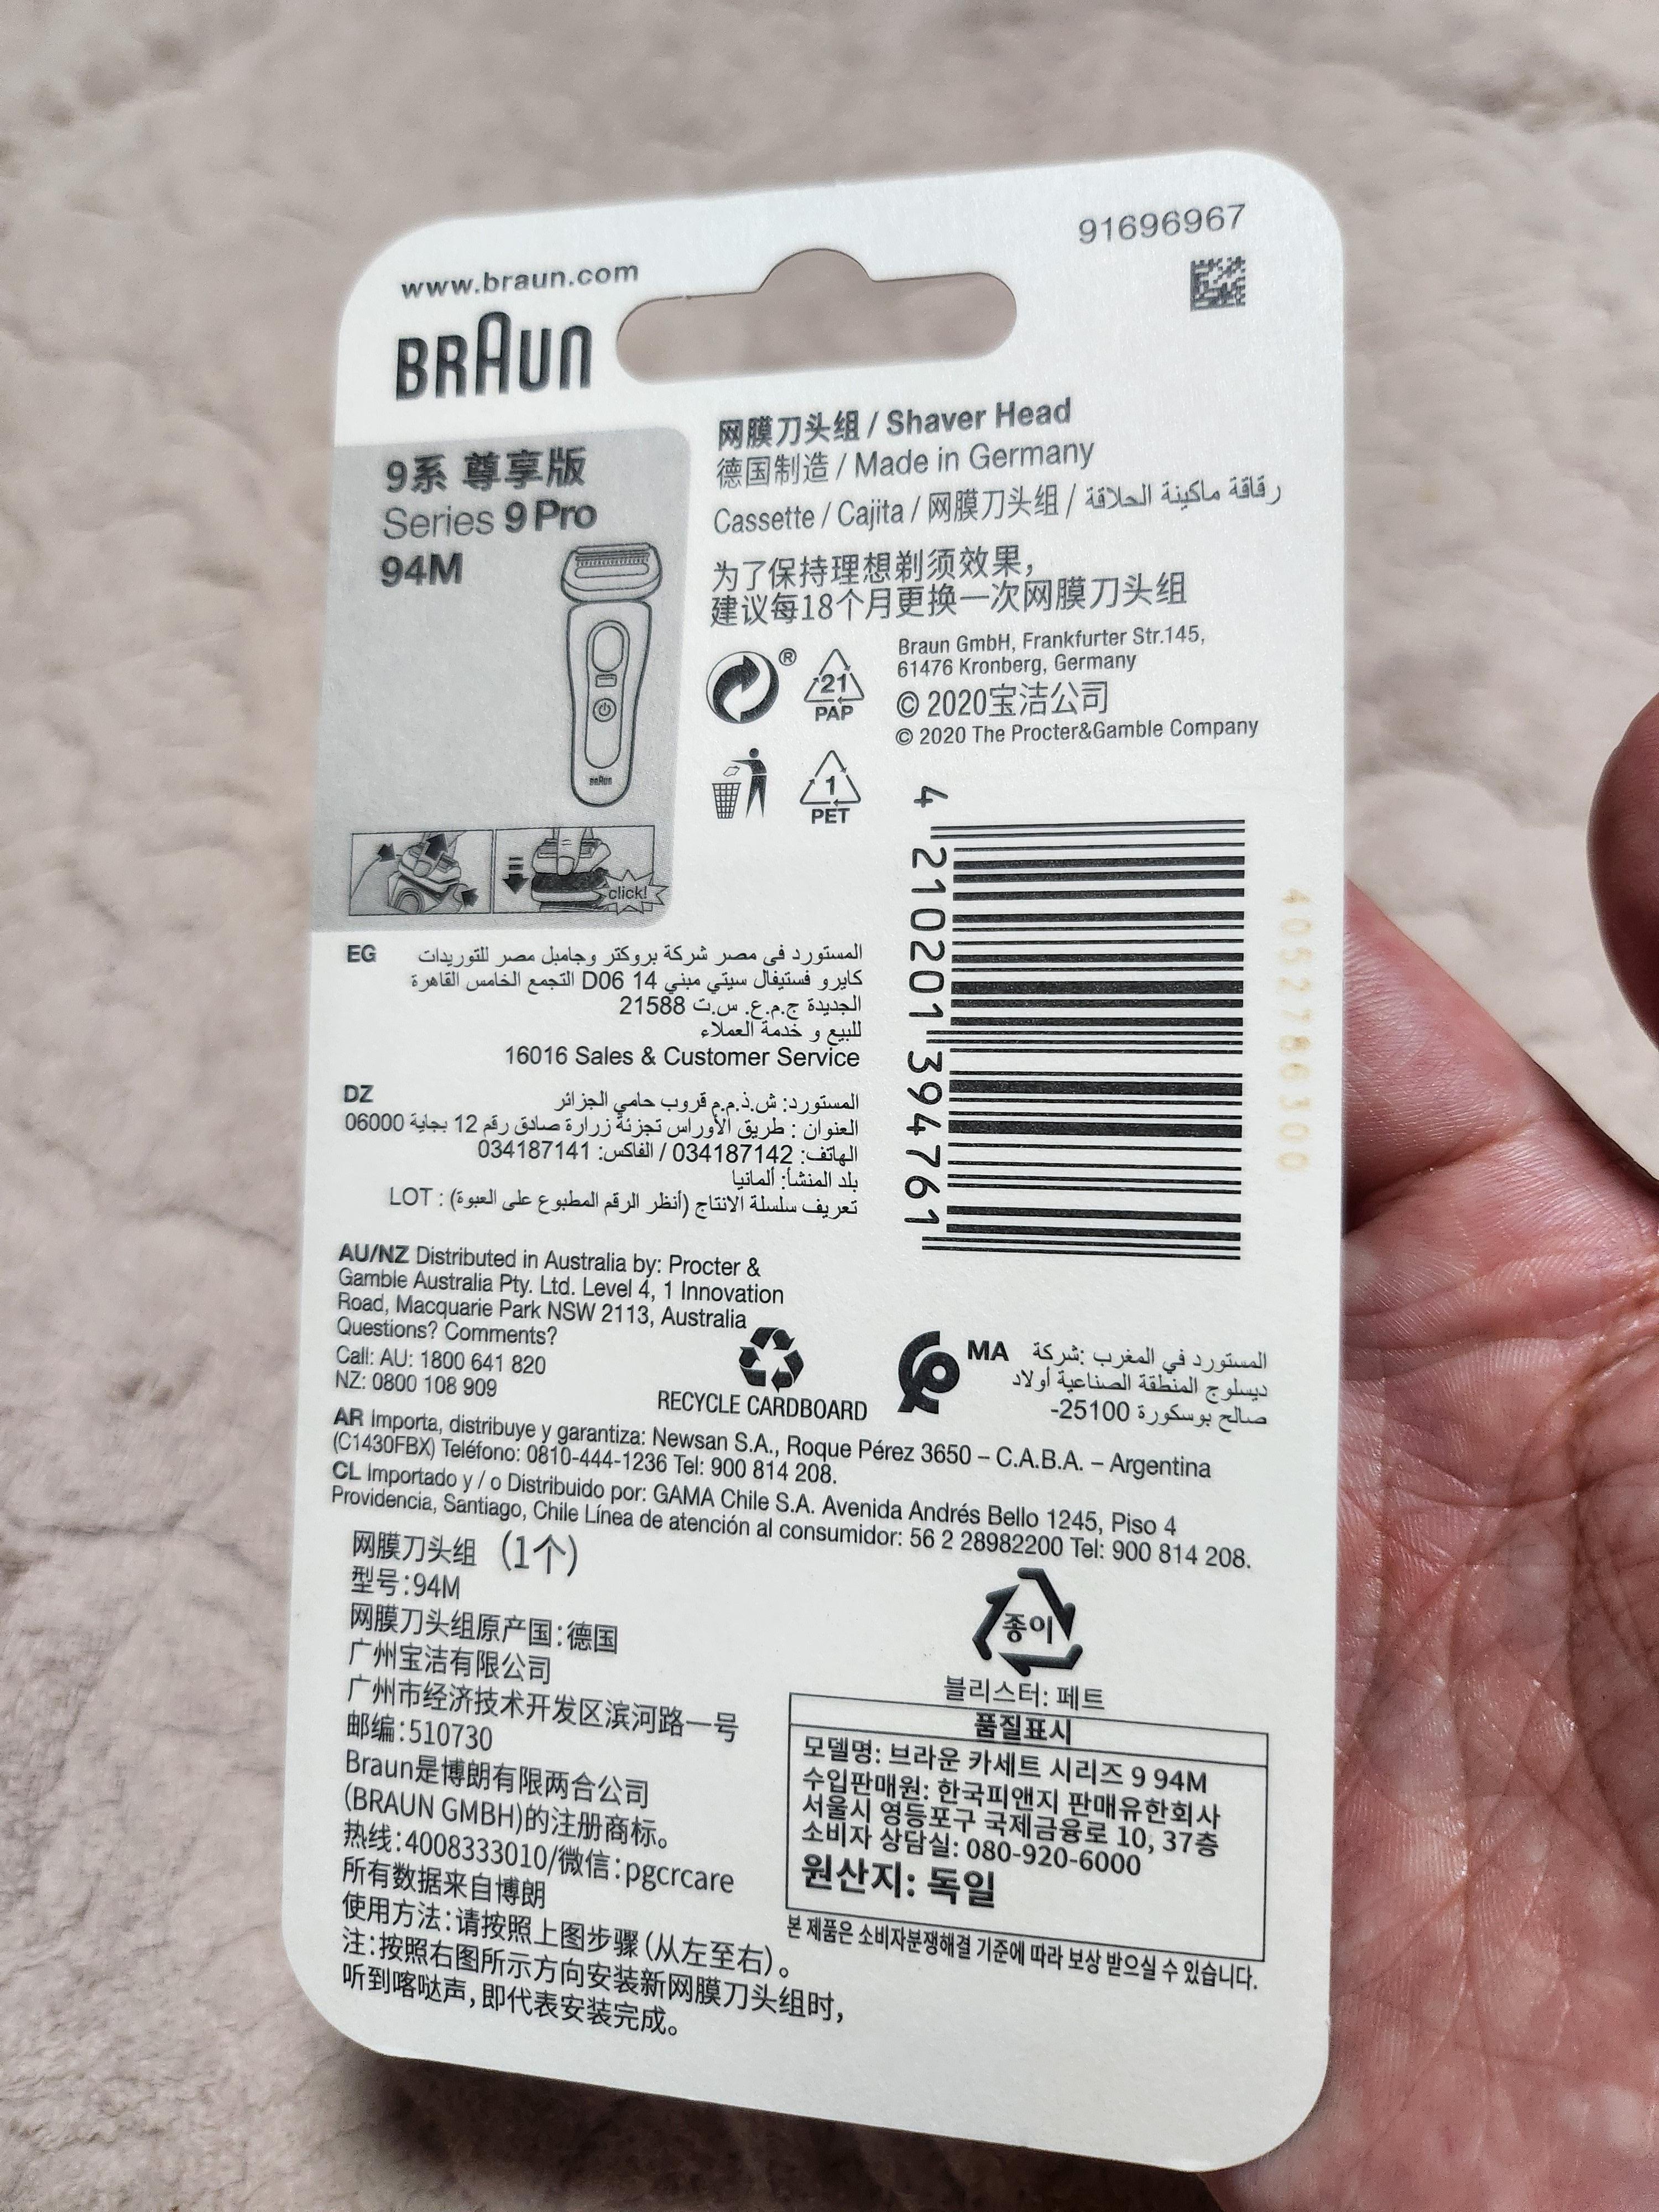 91696967
www.braun.com
BRAUN
9系 尊享版
Series 9 Pro
94M
BRAUN
click!
网膜刀头组 / Shaver Head
德国制造 / Made in Germany
Cassette / Cajita / 网膜刀头组 / رقاقة ماكينة الحلاقة
为了保持理想剃须效果，
建议每18个月更换一次网膜刀头组
®
21
PAP
1
PET
Braun GmbH, Frankfurter Str.145,
61476 Kronberg, Germany
© 2020宝洁公司
© 2020 The Procter&Gamble Company
4 210201 394761
4052786300
EG المستورد فى مصر شركة بروكتر وجامبل مصر للتوريدات
كايرو فستيفال سيتي مبني 14 D06 التجمع الخامس القاهرة
الجديدة ج.م.ع. س.ت 21588
للبيع و خدمة العملاء
16016 Sales & Customer Service
DZ المستورد: ش.ذ.م.م قروب حامي الجزائر
العنوان : طريق الأوراس تجزئة زرارة صادق رقم 12 بجاية 06000
الهاتف: 034187142 / الفاكس: 034187141
بلد المنشأ: ألمانيا
تعريف سلسلة الانتاج (أنظر الرقم المطبوع على العبوة) : LOT
AU/NZ Distributed in Australia by: Procter &
Gamble Australia Pty. Ltd. Level 4, 1 Innovation
Road, Macquarie Park NSW 2113, Australia
Questions? Comments?
Call: AU: 1800 641 820
NZ: 0800 108 909
RECYCLE CARDBOARD
MA المستورد في المغرب :شركة
ديسلوج المنطقة الصناعية أولاد
صالح بوسكورة 25100-
AR Importa, distribuye y garantiza: Newsan S.A., Roque Pérez 3650 – C.A.B.A. – Argentina
(C1430FBX) Teléfono: 0810-444-1236 Tel: 900 814 208.
CL Importado y / o Distribuido por: GAMA Chile S.A. Avenida Andrés Bello 1245, Piso 4
Providencia, Santiago, Chile Línea de atención al consumidor: 56 2 28982200 Tel: 900 814 208.
网膜刀头组（1个）
型号:94M
网膜刀头组原产国:德国
广州宝洁有限公司
广州市经济技术开发区滨河路一号
邮编:510730
Braun是博朗有限两合公司
(BRAUN GMBH)的注册商标。
热线:4008333010/微信:pgcrcare
所有数据来自博朗
使用方法:请按照上图步骤(从左至右)。
注:按照右图所示方向安装新网膜刀头组时，
听到喀哒声，即代表安装完成。
종이
블리스터: 페트
품질표시
모델명: 브라운 카세트 시리즈 9 94M
수입판매원: 한국피앤지 판매유한회사
서울시 영등포구 국제금융로 10, 37층
소비자 상담실: 080-920-6000
원산지: 독일
본 제품은 소비자분쟁해결 기준에 따라 보상 받으실 수 있습니다.